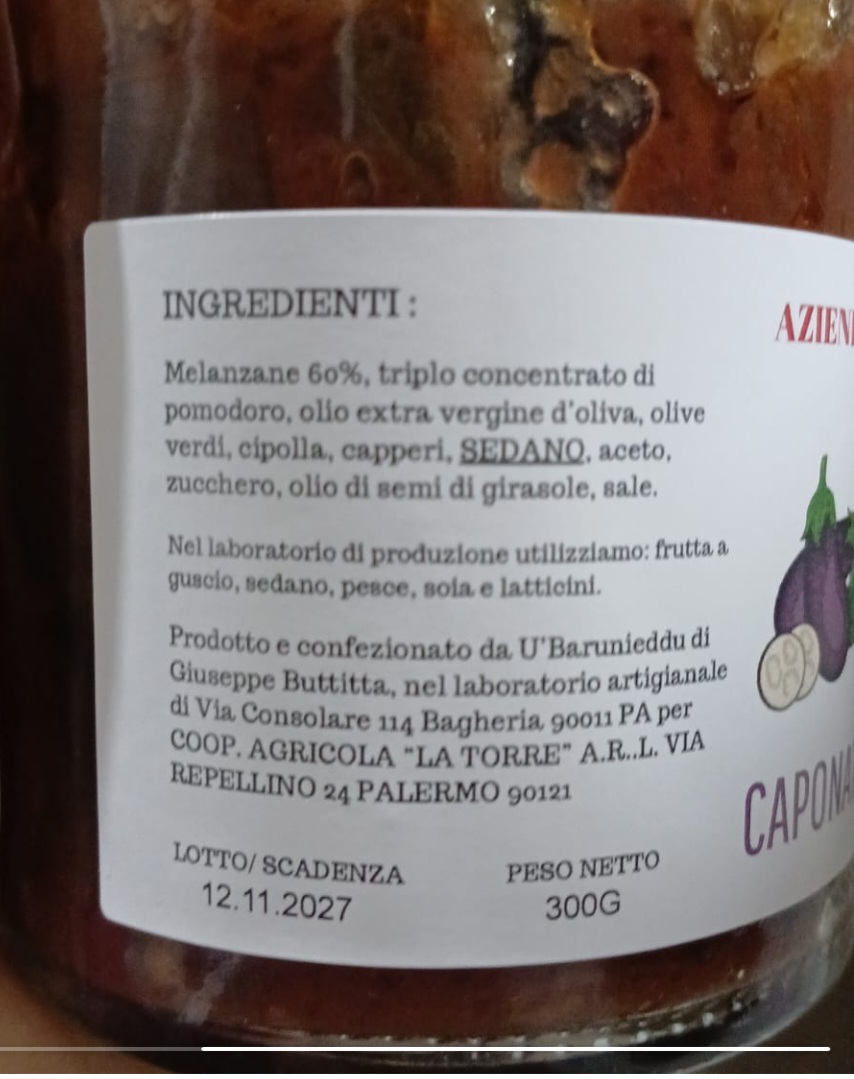 INGREDIENTI :
Melanzane 60%, triplo concentrato di
pomodoro, olio extra vergine d'oliva, olive
verdi, cipolla, capperi, SEDANO, aceto,
zucchero, olio di semi di girasole, sale.
Nel laboratorio di produzione utilizziamo: frutta a
guscio, sedano, pesce, soia e latticini.
Prodotto e confezionato da U'Barunieddu di
Giuseppe Buttitta, nel laboratorio artigianale
di Via Consolare 114 Bagheria 90011 PA per
COOP. AGRICOLA "LA TORRE" A.R..L. VIA
REPELLINO 24 PALERMO 90121
LOTTO/ SCADENZA
12.11.2027
PESO NETTO
300G
AZIEN
CAPONA